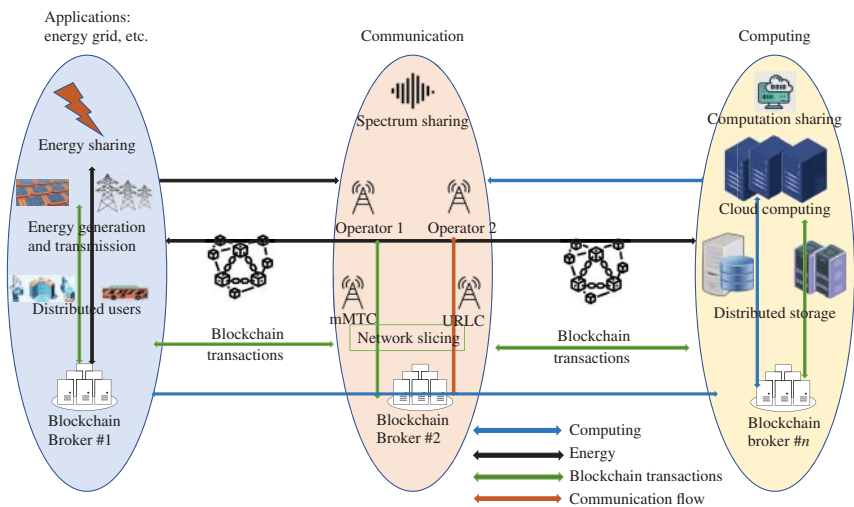 Applications:
energy grid, etc.
Communication
Computing
Energy sharing
Spectrum sharing
Computation sharing
Energy generation
and transmission
Operator 1
Operator 2
Cloud computing
Distributed users
mMTC
URLC
Distributed storage
Blockchain
transactions
Network slicing
Blockchain
transactions
Blockchain
Broker #1
Blockchain
Broker #2
Blockchain
broker #n
Computing
Energy
Blockchain transactions
Communication flow